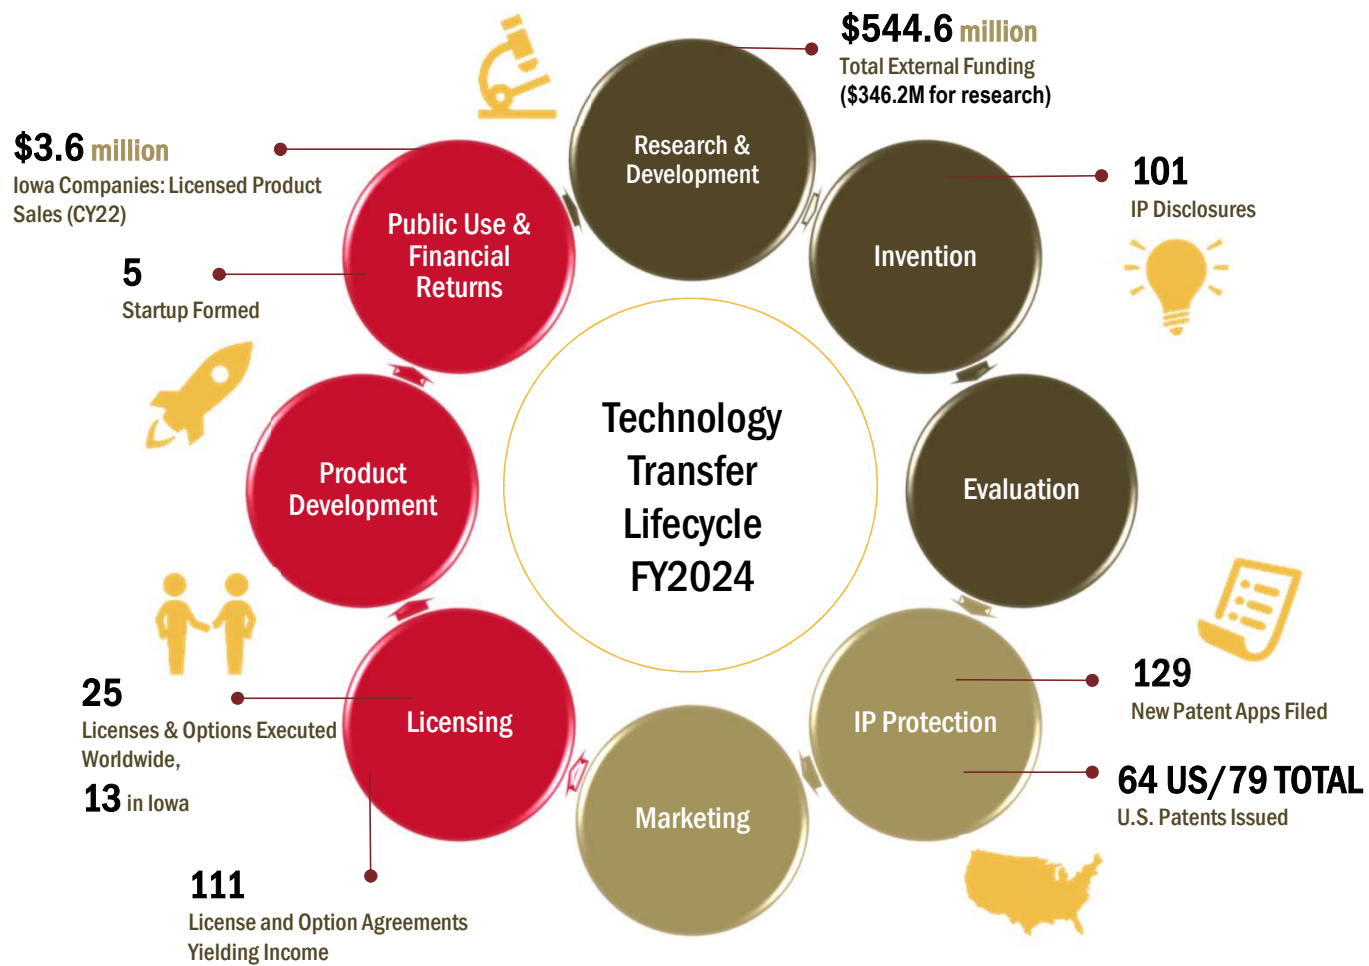 $544.6 million
Total External Funding
($346.2M for research)
Research &
Development
101
IP Disclosures
Invention
Evaluation
129
New Patent Apps Filed
IP Protection
64 US/79 TOTAL
U.S. Patents Issued
Marketing
Licensing
25
Licenses & Options Executed
Worldwide,
13 in Iowa
111
License and Option Agreements
Yielding Income
Product
Development
Public Use &
Financial
Returns
$3.6 million
Iowa Companies: Licensed Product
Sales (CY22)
5
Startup Formed
Technology
Transfer
Lifecycle
FY2024